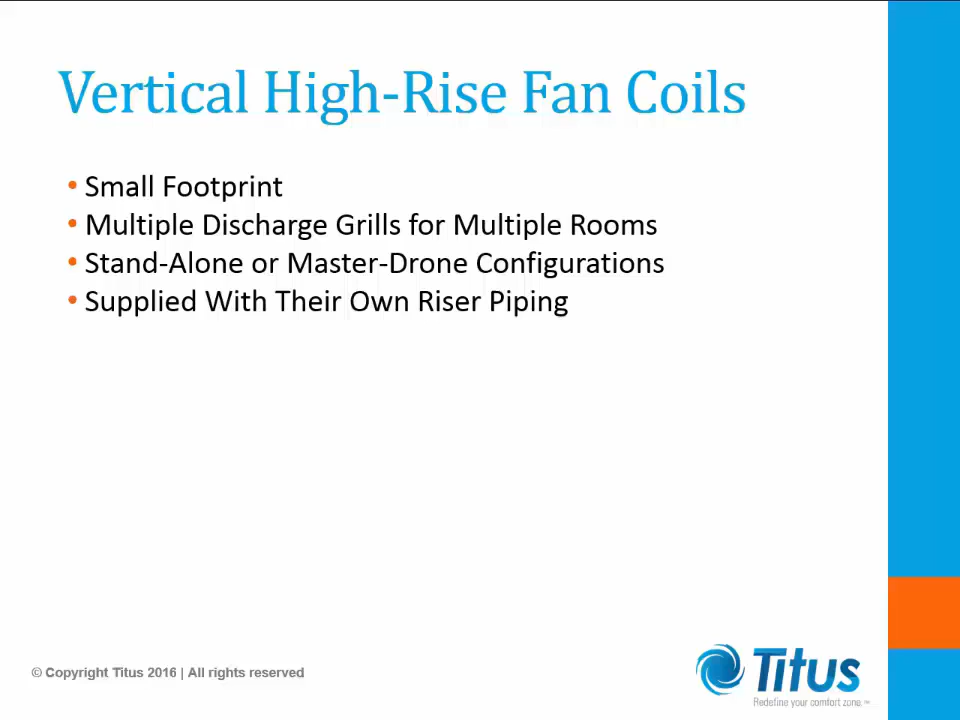 Vertical High-Rise Fan Coils
• Small Footprint
• Multiple Discharge Grills for Multiple Rooms
• Stand-Alone or Master-Drone Configurations
• Supplied With Their Own Riser Piping
© Copyright Titus 2016 | All rights reserved
Titus
Redefine your comfort zone.™